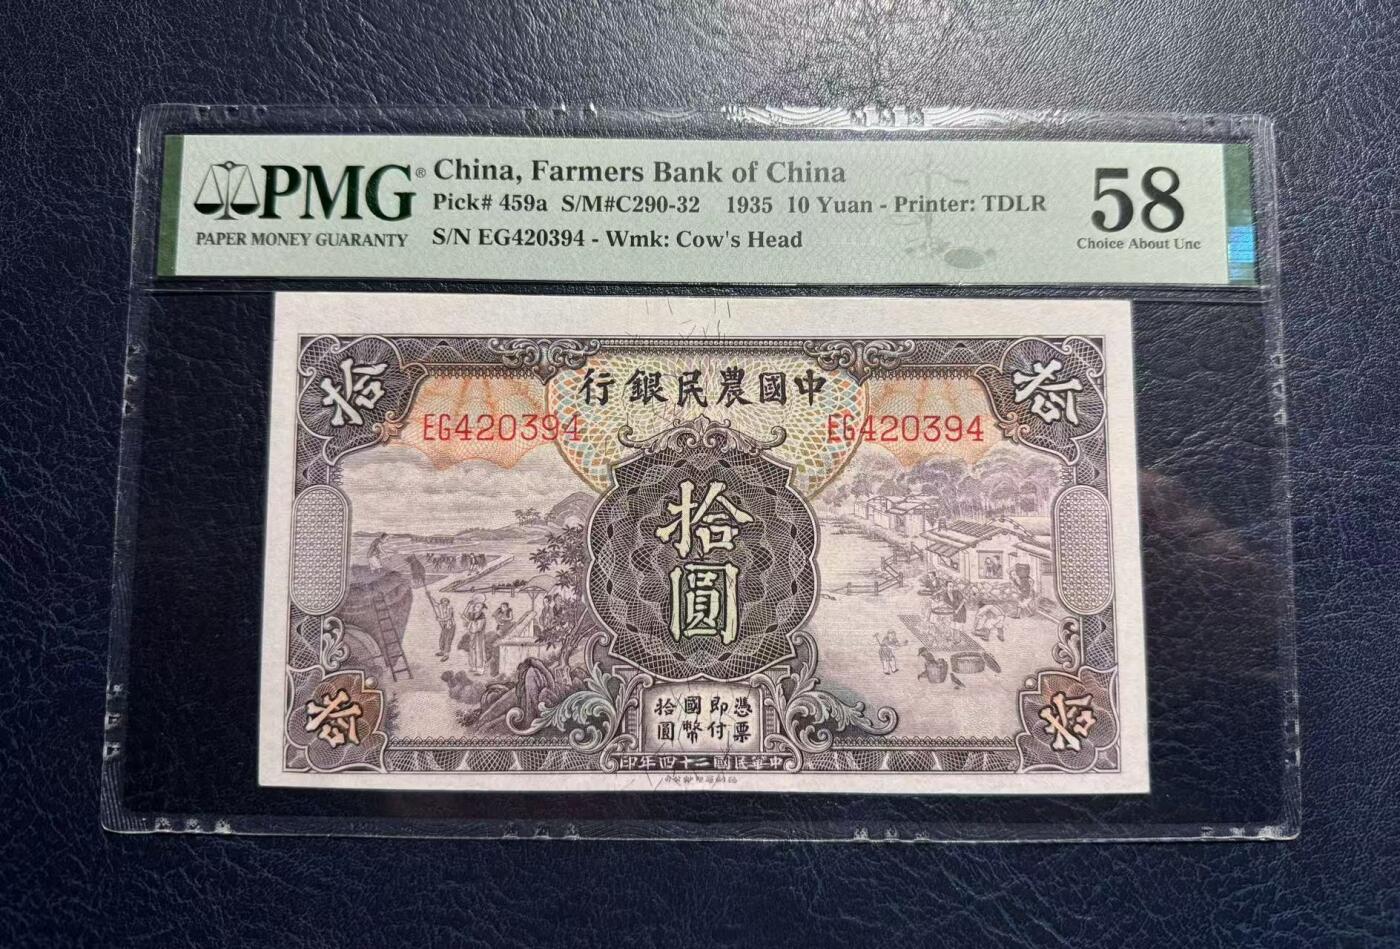 PMG®
PAPER MONEY GUARANTY
China, Farmers Bank of China
Pick# 459a S/M#C290-32 1935 10 Yuan - Printer: TDLR
S/N EG420394 - Wmk: Cow's Head
58
Choice About Unc
拾
行銀民農國中
拾
EG420394
EG420394
拾圓
憑票
即付
國幣
拾圓
拾
拾
印年四十二國民華中